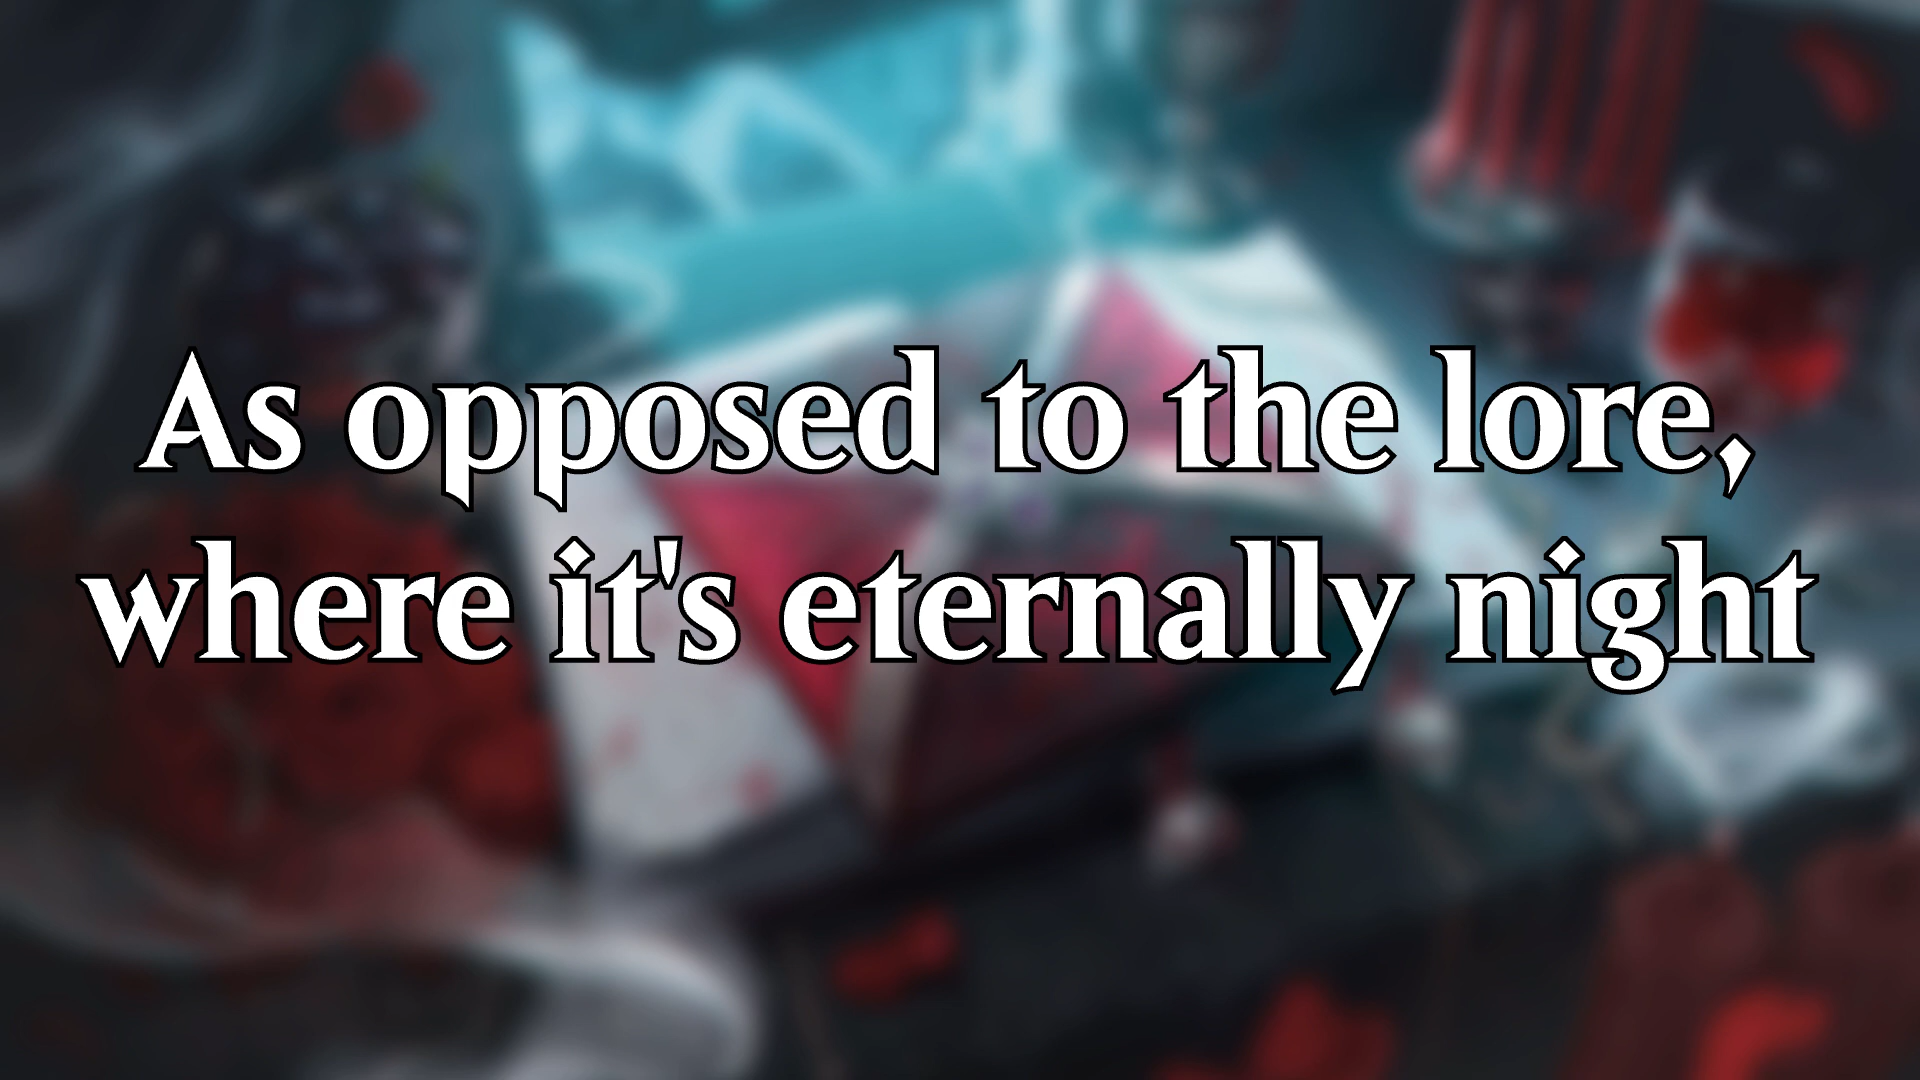 As opposed to the lore,
where it's eternally night